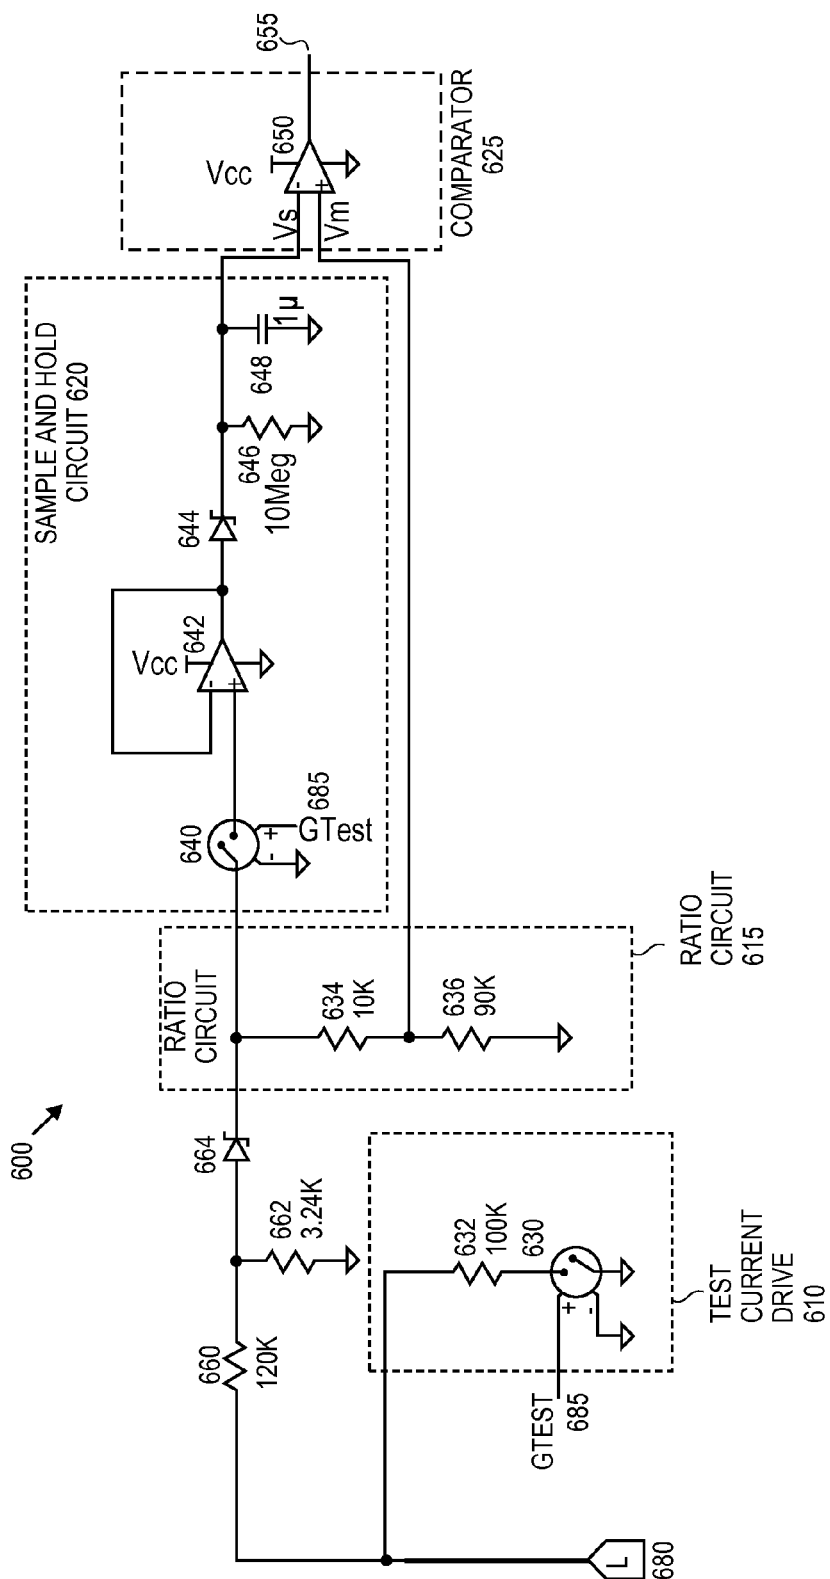 600
680
L
660
120K
662
3.24K
664
GTEST
685
632
100K
630
+
-
TEST
CURRENT
DRIVE
610
RATIO
CIRCUIT
634
10K
636
90K
RATIO
CIRCUIT
615
SAMPLE AND HOLD
CIRCUIT 620
640
+
-
685
GTest
Vcc
642
-
+
644
646
10Meg
648
1µ
Vs
Vm
Vcc
650
-
+
655
COMPARATOR
625